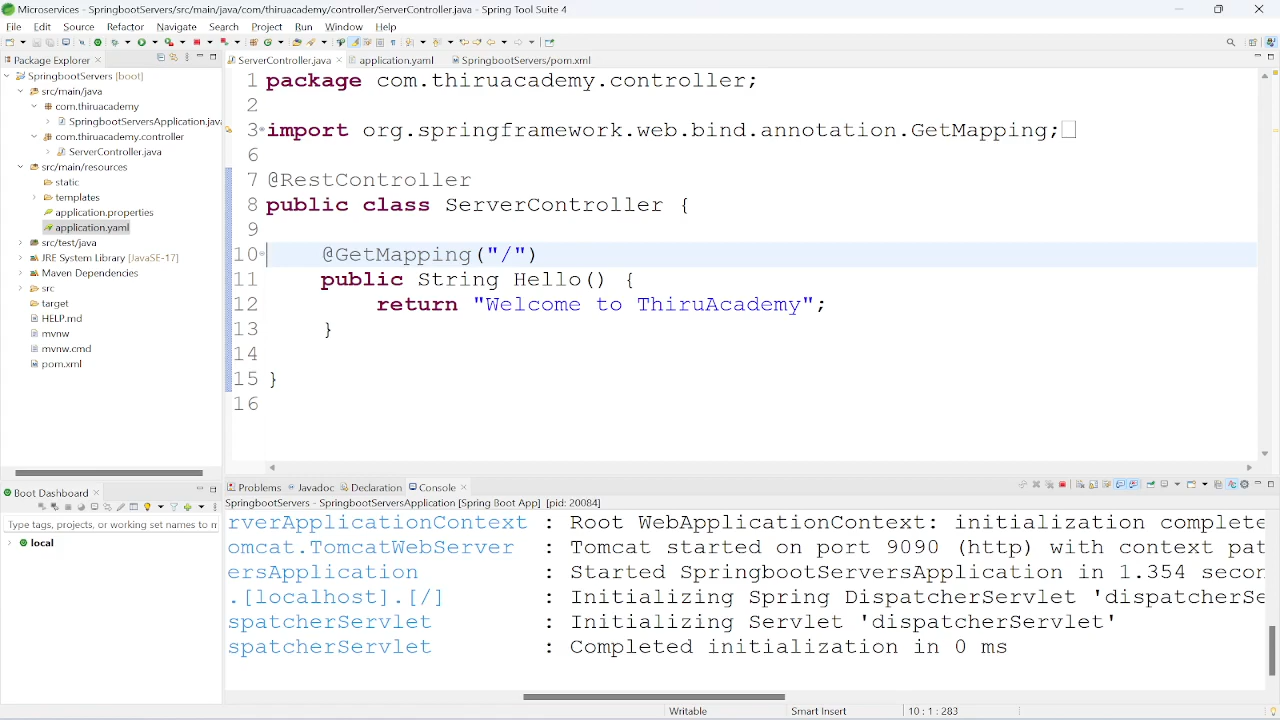 Microservices - SpringbootServers/src/main/java/com/thiruacademy/controller/ServerController.java - Spring Tool Suite 4
File Edit Source Refactor Navigate Search Project Run Window Help
Package Explorer
SpringbootServers [boot]
src/main/java
com.thiruacademy
SpringbootServersApplication.java
com.thiruacademy.controller
ServerController.java
src/main/resources
static
templates
application.properties
application.yaml
src/test/java
JRE System Library [JavaSE-17]
Maven Dependencies
src
target
HELP.md
mvnw
mvnw.cmd
pom.xml
Boot Dashboard
Type tags, projects, or working set names to m
local
ServerController.java application.yaml SpringbootServers/pom.xml
1 package com.thiruacademy.controller;
2
3 import org.springframework.web.bind.annotation.GetMapping;
6
7 @RestController
8 public class ServerController {
9
10 @GetMapping("/")
11 public String Hello() {
12 return "Welcome to ThiruAcademy";
13 }
14
15 }
16
Problems Javadoc Declaration Console
SpringbootServers - SpringbootServersApplication [Spring Boot App] [pid: 20084]
rverApplicationContext : Root WebApplicationContext: initialization complete
omcat.TomcatWebServer : Tomcat started on port 9090 (http) with context pat
ersApplication : Started SpringbootServersApplication in 1.354 secon
.[localhost].[/] : Initializing Spring DispatcherServlet 'dispatcherSe
spatcherServlet : Initializing Servlet 'dispatcherServlet'
spatcherServlet : Completed initialization in 0 ms
Writable Smart Insert 10 : 1 : 283